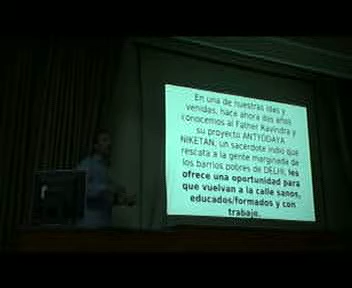 En una de nuestras idas y
venidas, hace ahora dos años
conocemos al Father Ravindra y
su proyecto ANTYODAYA
NIKETAN, un sacerdote indio que
rescata a la gente marginada de
los barrios pobres de DELHI, les
ofrece una oportunidad para
que vuelvan a la calle sanos,
educados/formados y con
trabajo.